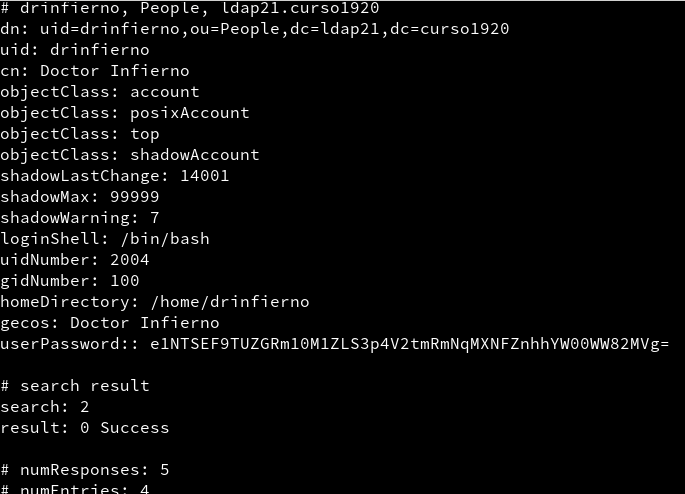 # drinfierno, People, ldap21.curso1920
dn: uid=drinfierno,ou=People,dc=ldap21,dc=curso1920
uid: drinfierno
cn: Doctor Infierno
objectClass: account
objectClass: posixAccount
objectClass: top
objectClass: shadowAccount
shadowLastChange: 14001
shadowMax: 99999
shadowWarning: 7
loginShell: /bin/bash
uidNumber: 2004
gidNumber: 100
homeDirectory: /home/drinfierno
gecos: Doctor Infierno
userPassword:: e1NTSEF9TUZGRm10M1ZLS3p4V2tmRmNqMXNFZnhhYW00WW82MVg=
# search result
search: 2
result: 0 Success
# numResponses: 5
# numEntries: 4